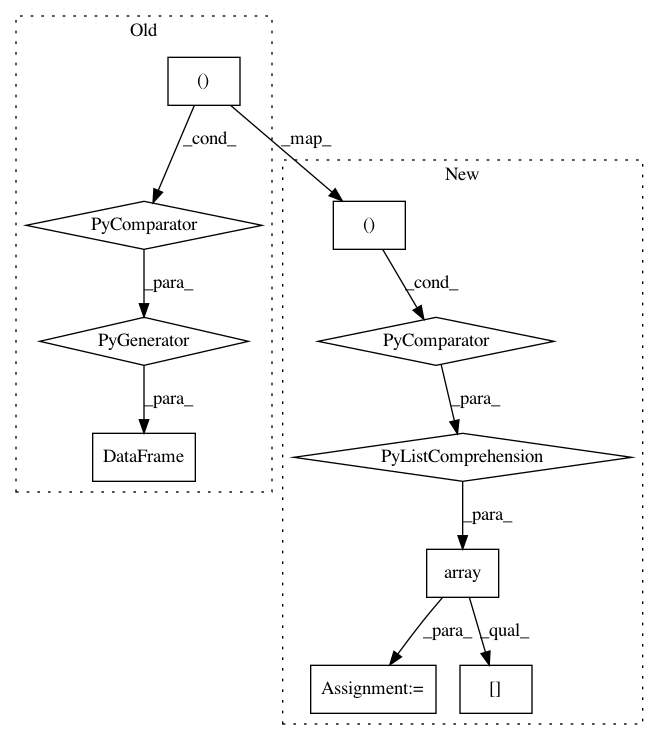 Old
()
_cond_
_map_
New
PyComparator
()
_para_
_cond_
PyGenerator
PyComparator
_para_
_para_
DataFrame
PyListComprehension
_para_
array
_para_
_qual_
Assignment:=
[]